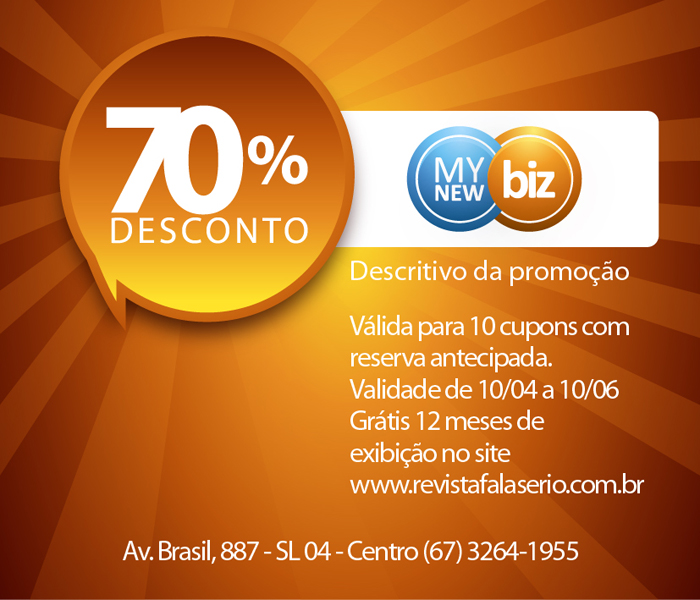 70%
DESCONTO
MY
NEW
biz
Descritivo da promoção
Válida para 10 cupons com
reserva antecipada.
Validade de 10/04 a 10/06
Grátis 12 meses de
exibição no site
www.revistafalaserio.com.br
Av. Brasil, 887 - SL 04 - Centro (67) 3264-1955